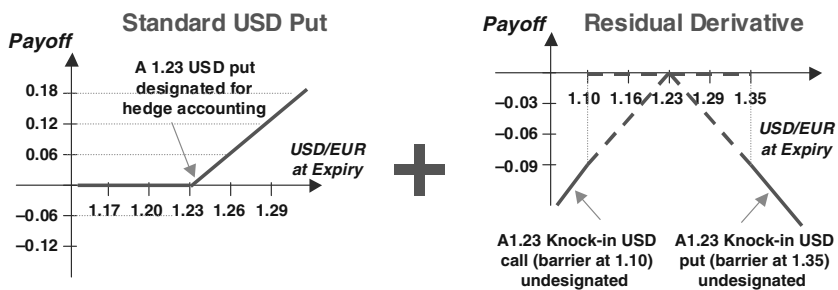 Standard USD Put
Payoff
A 1.23 USD put
designated for
hedge accounting
0.18
0.12
0.06
−0.06
−0.12
1.17 1.20 1.23 1.26 1.29
USD/EUR
at Expiry
+
Residual Derivative
Payoff
−0.03
−0.06
−0.09
1.10 1.16 1.23 1.29 1.35
USD/EUR
at Expiry
A1.23 Knock-in USD
call (barrier at 1.10)
undesignated
A1.23 Knock-in USD
put (barrier at 1.35)
undesignated